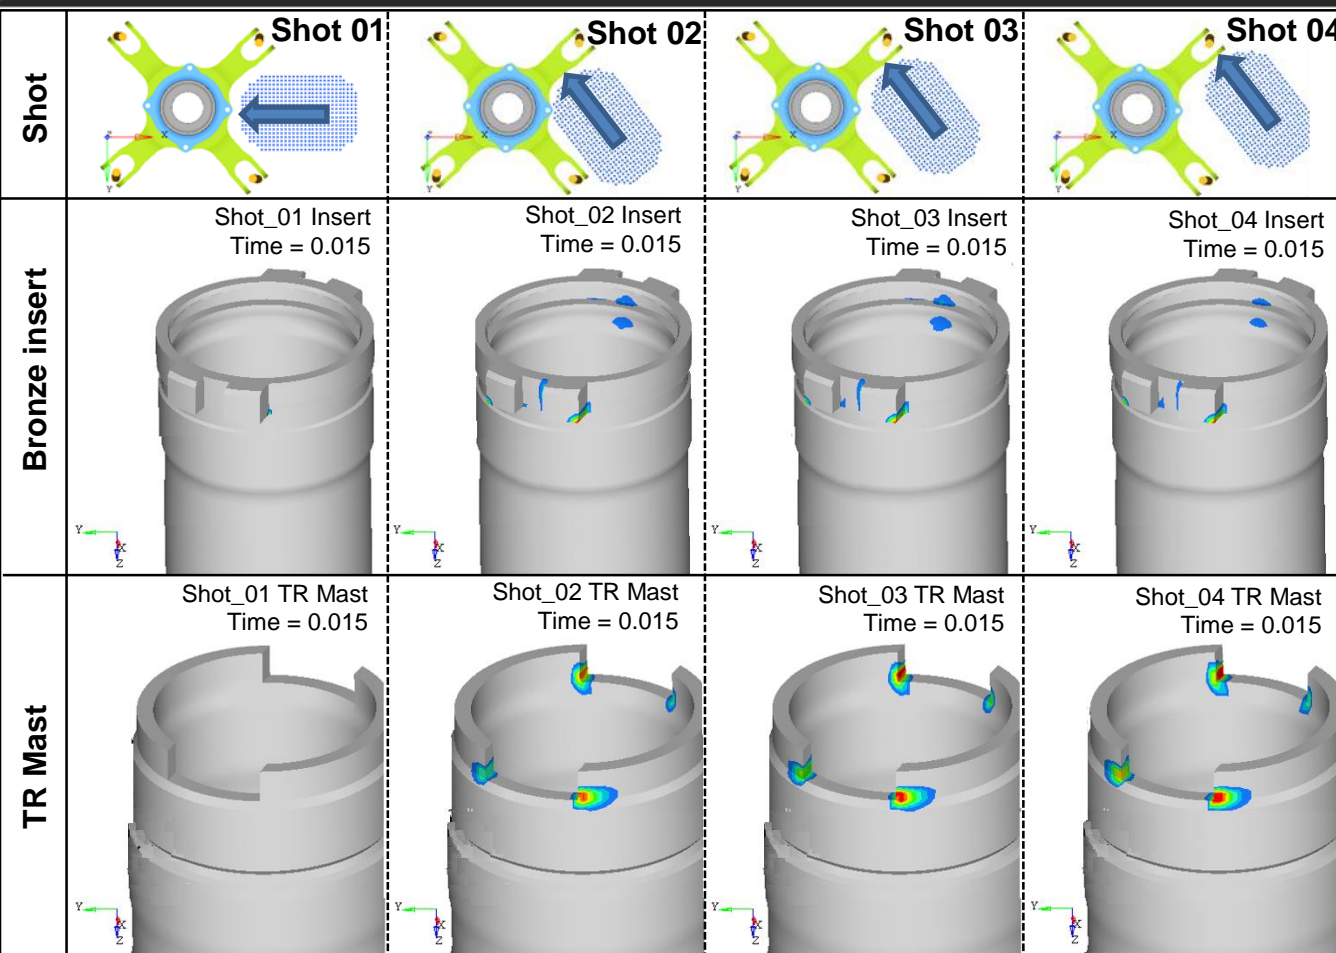 Shot
Shot 01
Shot 02
Shot 03
Shot 04
X
Y
X
Y
X
Y
X
Y
Bronze insert
Shot_01 Insert
Time = 0.015
Shot_02 Insert
Time = 0.015
Shot_03 Insert
Time = 0.015
Shot_04 Insert
Time = 0.015
Y
X
Z
Y
X
Z
Y
X
Z
Y
X
Z
TR Mast
Shot_01 TR Mast
Time = 0.015
Shot_02 TR Mast
Time = 0.015
Shot_03 TR Mast
Time = 0.015
Shot_04 TR Mast
Time = 0.015
Y
X
Z
Y
X
Z
Y
X
Z
Y
X
Z